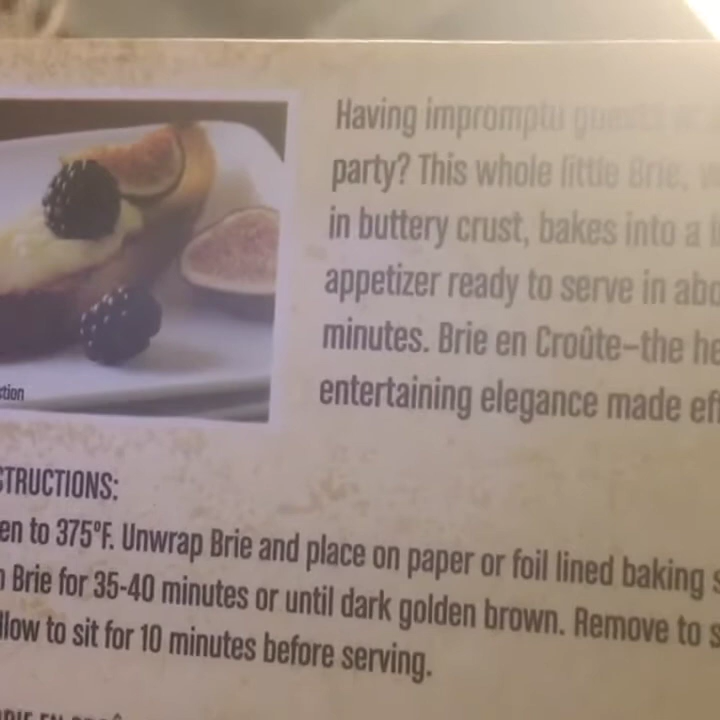 Having impromptu
party? This whole little Brie,
in buttery crust, bakes into a
appetizer ready to serve in abo
minutes. Brie en Croûte–the he
entertaining elegance made eff
ction
STRUCTIONS:
en to 375°F. Unwrap Brie and place on paper or foil lined baking s
n Brie for 35-40 minutes or until dark golden brown. Remove to s
llow to sit for 10 minutes before serving.